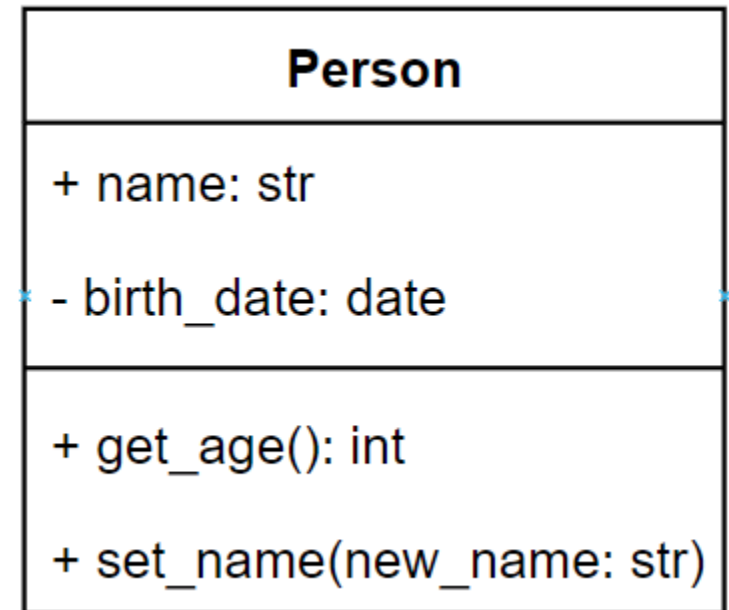 Person
+ name: str
- birth_date: date
+ get_age(): int
+ set_name(new_name: str)